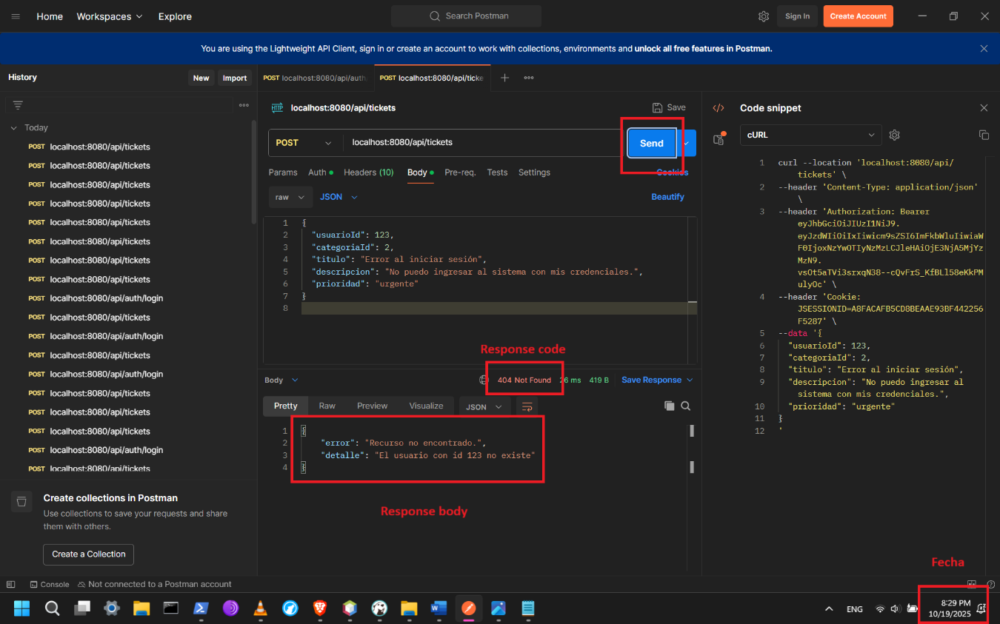 Home Workspaces Explore Search Postman Sign In Create Account
You are using the Lightweight API Client, sign in or create an account to work with collections, environments and unlock all free features in Postman.
History New Import
Today
POST localhost:8080/api/tickets
POST localhost:8080/api/tickets
POST localhost:8080/api/tickets
POST localhost:8080/api/tickets
POST localhost:8080/api/tickets
POST localhost:8080/api/tickets
POST localhost:8080/api/tickets
POST localhost:8080/api/tickets
POST localhost:8080/api/auth/login
POST localhost:8080/api/tickets
POST localhost:8080/api/auth/login
POST localhost:8080/api/tickets
POST localhost:8080/api/auth/login
POST localhost:8080/api/tickets
POST localhost:8080/api/tickets
POST localhost:8080/api/tickets
POST localhost:8080/api/auth/login
POST localhost:8080/api/tickets
Create collections in Postman
Use collections to save your requests and share
them with others.
Create a Collection
POST localhost:8080/api/auth. POST localhost:8080/api/ticke
HTTP localhost:8080/api/tickets Save
POST localhost:8080/api/tickets Send
Params Auth Headers (10) Body Pre-req. Tests Settings Cookies
raw JSON Beautify
1 {
2 "usuarioId": 123,
3 "categoriaId": 2,
4 "titulo": "Error al iniciar sesión",
5 "descripcion": "No puedo ingresar al sistema con mis credenciales.",
6 "prioridad": "urgente"
7 }
8
Response code
Body 404 Not Found 26 ms 419 B Save Response
Pretty Raw Preview Visualize JSON
1 {
2 "error": "Recurso no encontrado.",
3 "detalle": "El usuario con id 123 no existe"
4 }
Response body
</> Code snippet
cURL
1 curl --location 'localhost:8080/api/
tickets' \
2 --header 'Content-Type: application/json'
\
3 --header 'Authorization: Bearer
eyJhbGciOiJIUzI1NiJ9.
eyJzdWIiOiIxIiwicm9sZSI6ImFkbWluIiwiaW
F0IjoxNzYwOTIyNzMzLCJleHAiOjE3NjA5MjYz
MzN9.
vsOt5aTVi3srxqN38--cQvFrS_KfBLl58eKkPM
ulyOc' \
4 --header 'Cookie:
JSESSIONID=A8FACAFB5CD8BEAAE93BF442256
F5287' \
5 --data '{
6 "usuarioId": 123,
7 "categoriaId": 2,
8 "titulo": "Error al iniciar sesión",
9 "descripcion": "No puedo ingresar al
sistema con mis credenciales.",
10 "prioridad": "urgente"
11 }
12 '
Fecha
Console Not connected to a Postman account
ENG 8:29 PM
10/19/2025